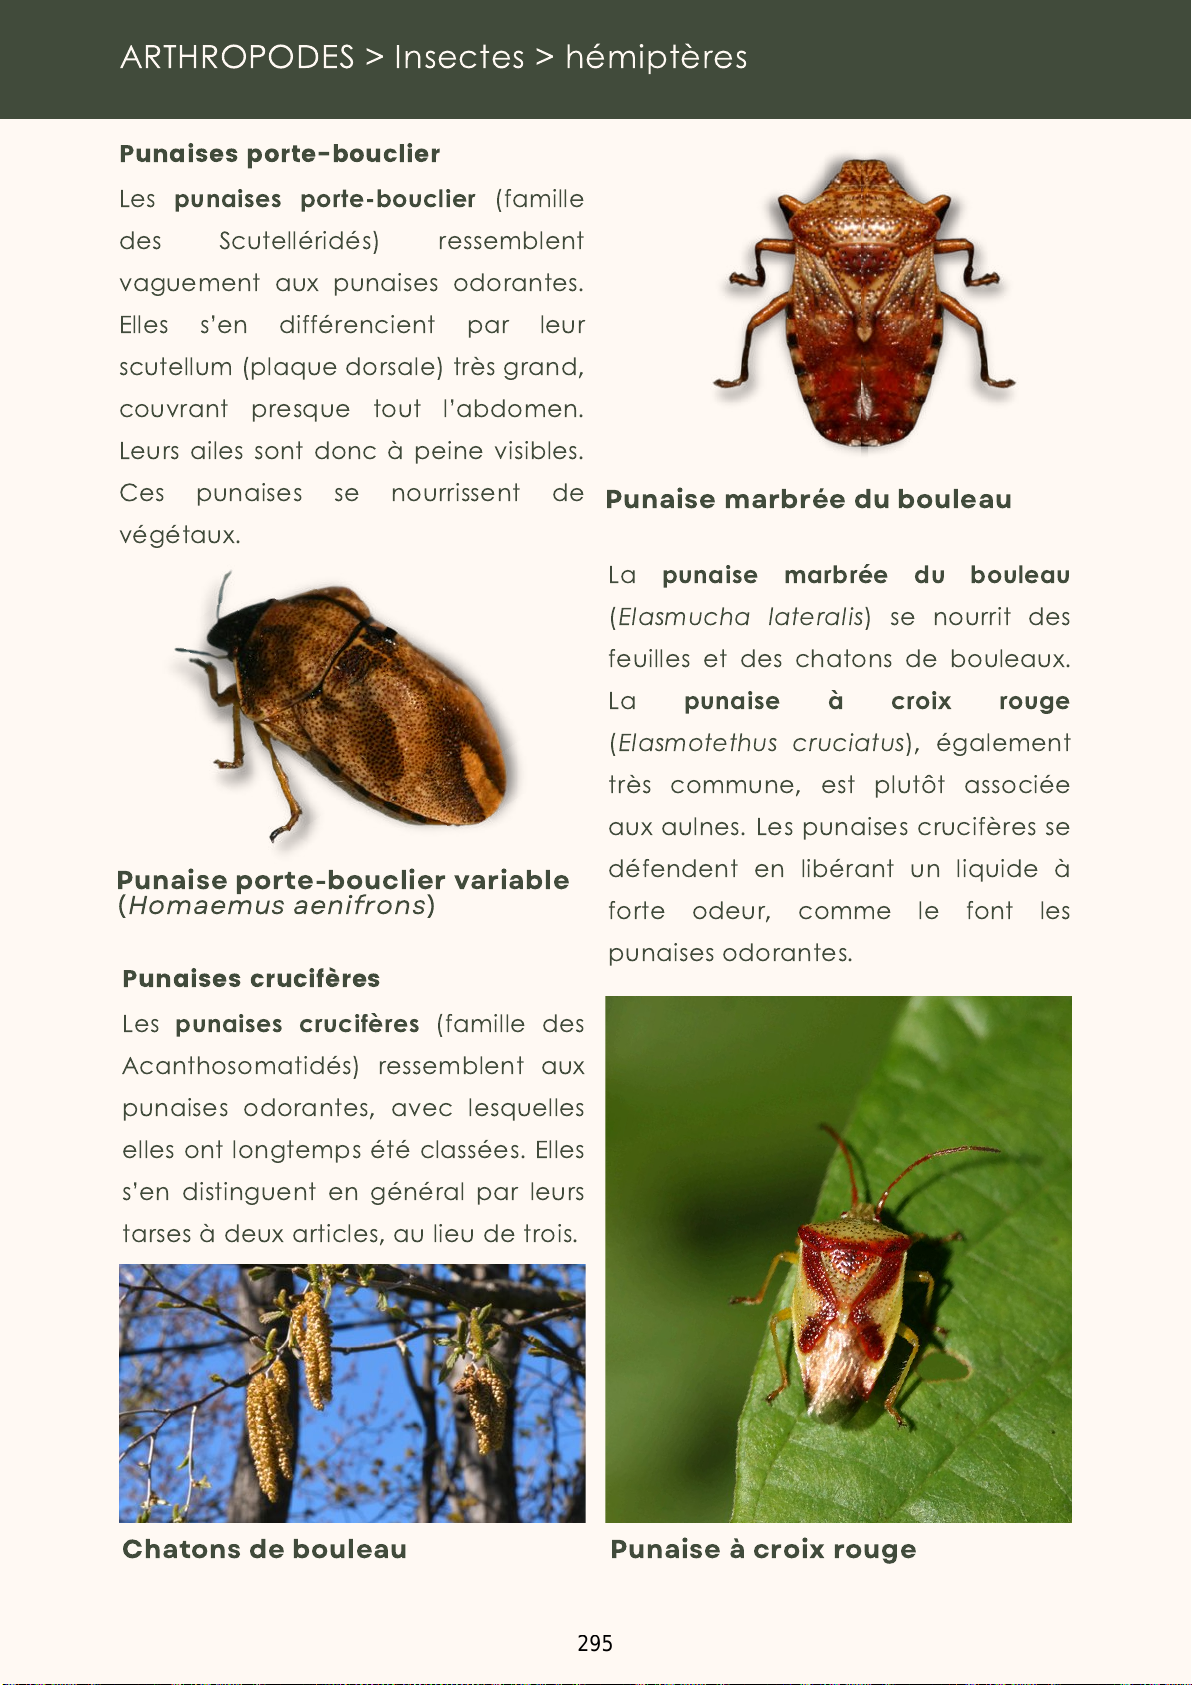 ARTHROPODES > Insectes > hémiptères
Punaises porte-bouclier
Les punaises porte-bouclier (famille
des Scutelléridés) ressemblent
vaguement aux punaises odorantes.
Elles s'en différencient par leur
scutellum (plaque dorsale) très grand,
couvrant presque tout l'abdomen.
Leurs ailes sont donc à peine visibles.
Ces punaises se nourrissent de
végétaux.
Punaise porte-bouclier variable
(Homaemus aenifrons)
Punaises crucifères
Les punaises crucifères (famille des
Acanthosomatidés) ressemblent aux
punaises odorantes, avec lesquelles
elles ont longtemps été classées. Elles
s'en distinguent en général par leurs
tarses à deux articles, au lieu de trois.
Chatons de bouleau
Punaise marbrée du bouleau
La punaise marbrée du bouleau
(Elasmucha lateralis) se nourrit des
feuilles et des chatons de bouleaux.
La punaise à croix rouge
(Elasmotethus cruciatus), également
très commune, est plutôt associée
aux aulnes. Les punaises crucifères se
défendent en libérant un liquide à
forte odeur, comme le font les
punaises odorantes.
Punaise à croix rouge
295